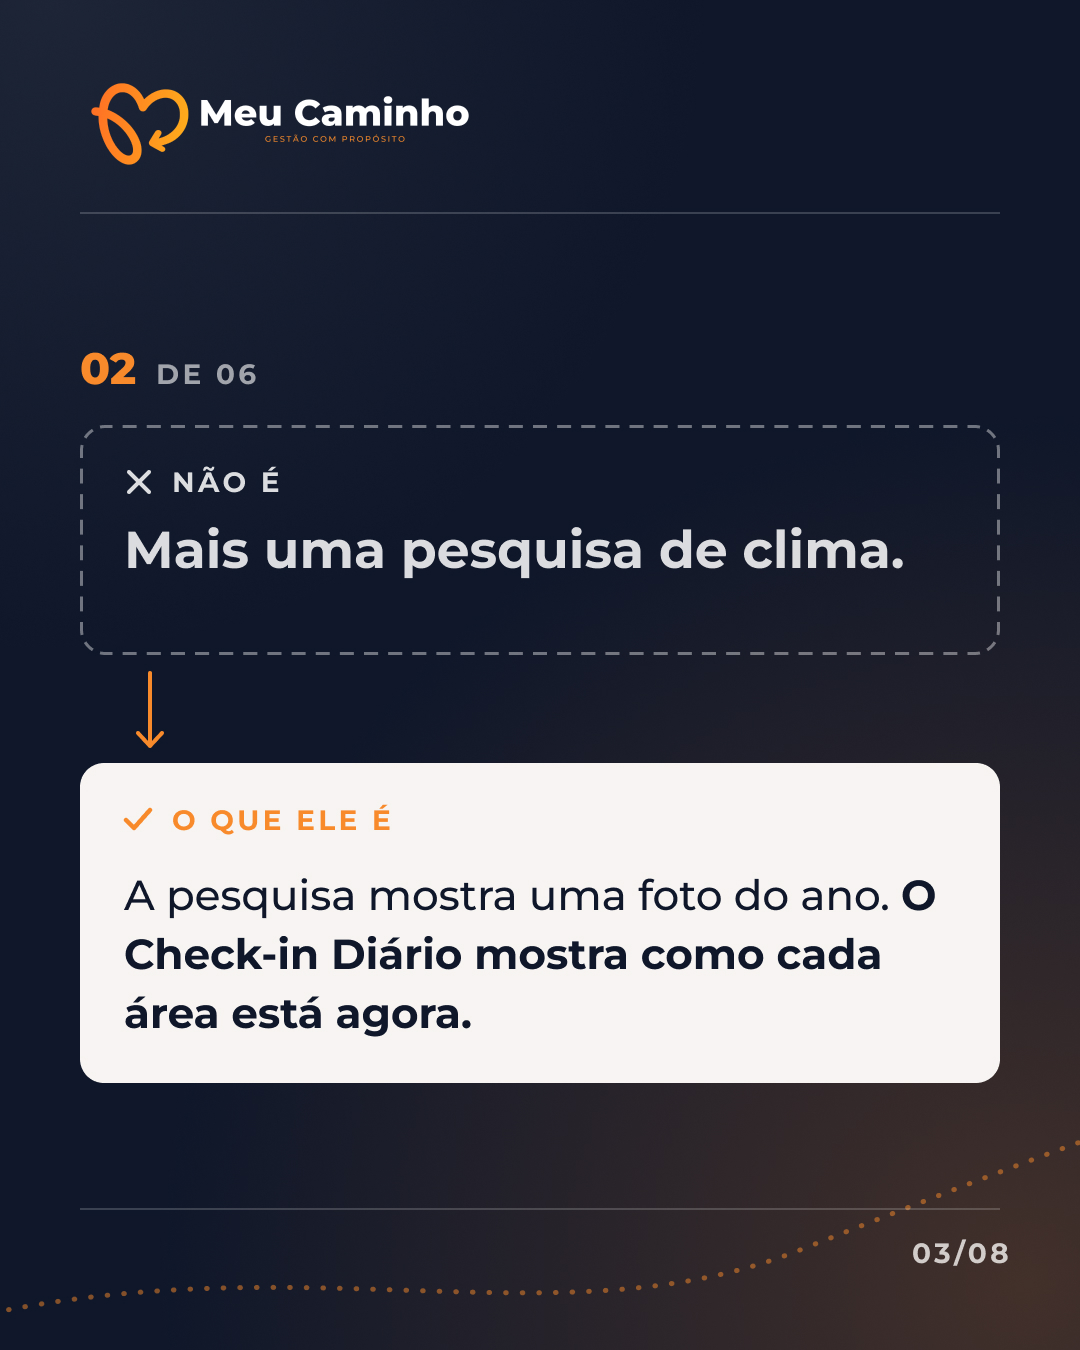 Meu Caminho
GESTÃO COM PROPÓSITO
02 DE 06
NÃO É
Mais uma pesquisa de clima.
O QUE ELE É
A pesquisa mostra uma foto do ano. O
Check-in Diário mostra como cada
área está agora.
03/08